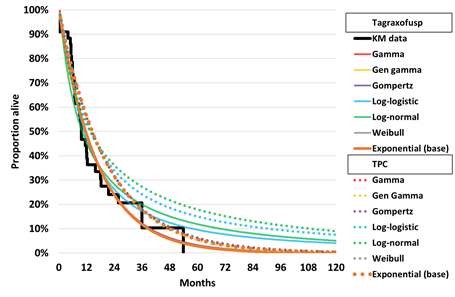 100%
90%
80%
70%
60%
50%
40%
30%
20%
10%
0%
Proportion alive
0 12 24 36 48 60 72 84 96 108 120
Months
Tagraxofusp
KM data
Gamma
Gen gamma
Gompertz
Log-logistic
Log-normal
Weibull
Exponential (base)
TPC
Gamma
Gen Gamma
Gompertz
Log-logistic
Log-normal
Weibull
Exponential (base)